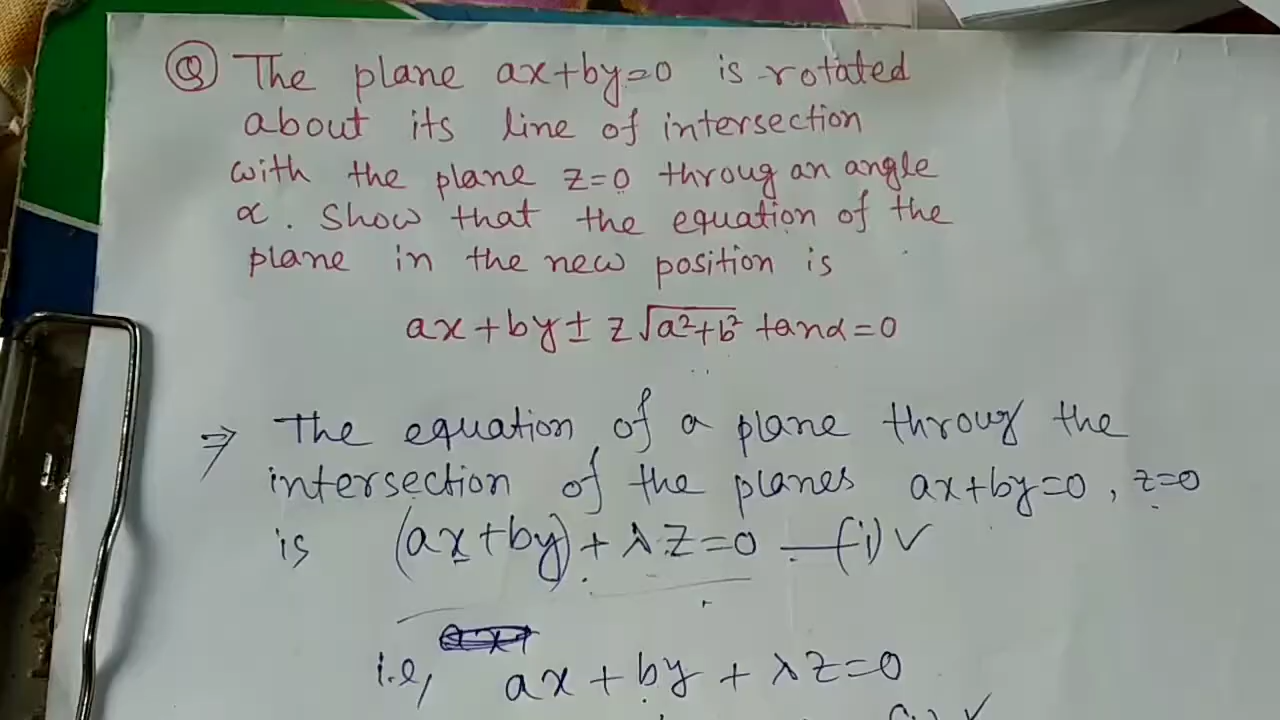 Q The plane ax+by=0 is rotated
about its line of intersection
with the plane z=0 throug an angle
α. Show that the equation of the
plane in the new position is
ax+by± z√a²+b² tanα=0
⇒ The equation of a plane throug the
intersection of the planes ax+by=0, z=0
is (ax+by)+λz=0 —(i)✓
i.e, ax+by+λz=0